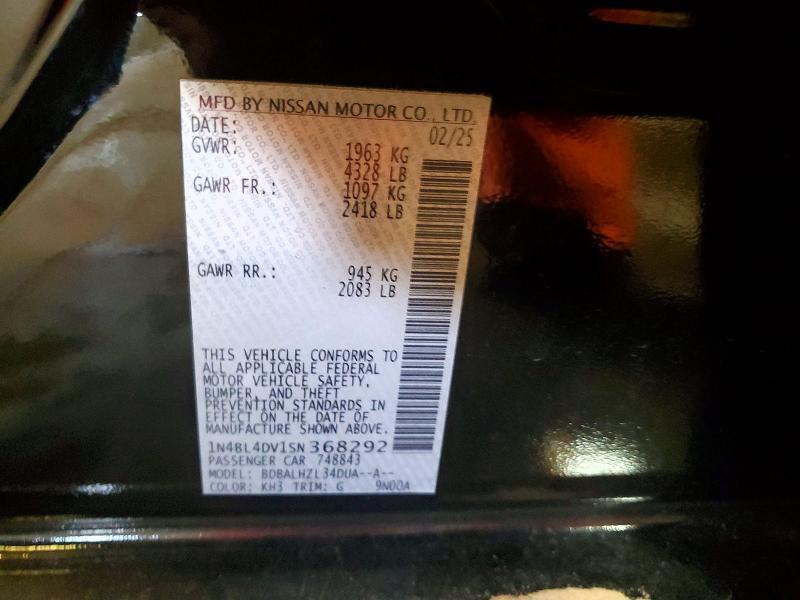 MFD BY NISSAN MOTOR CO., LTD.
DATE: 02/25
GVWR: 1963 KG
4328 LB
GAWR FR.: 1097 KG
2418 LB
GAWR RR.: 945 KG
2083 LB
THIS VEHICLE CONFORMS TO
ALL APPLICABLE FEDERAL
MOTOR VEHICLE SAFETY,
BUMPER, AND THEFT
PREVENTION STANDARDS IN
EFFECT ON THE DATE OF
MANUFACTURE SHOWN ABOVE.
1N4BL4DV1SN368292
PASSENGER CAR 748843
MODEL: BDBALHZL34DUA--A--
COLOR: KH3 TRIM: G 9N00A